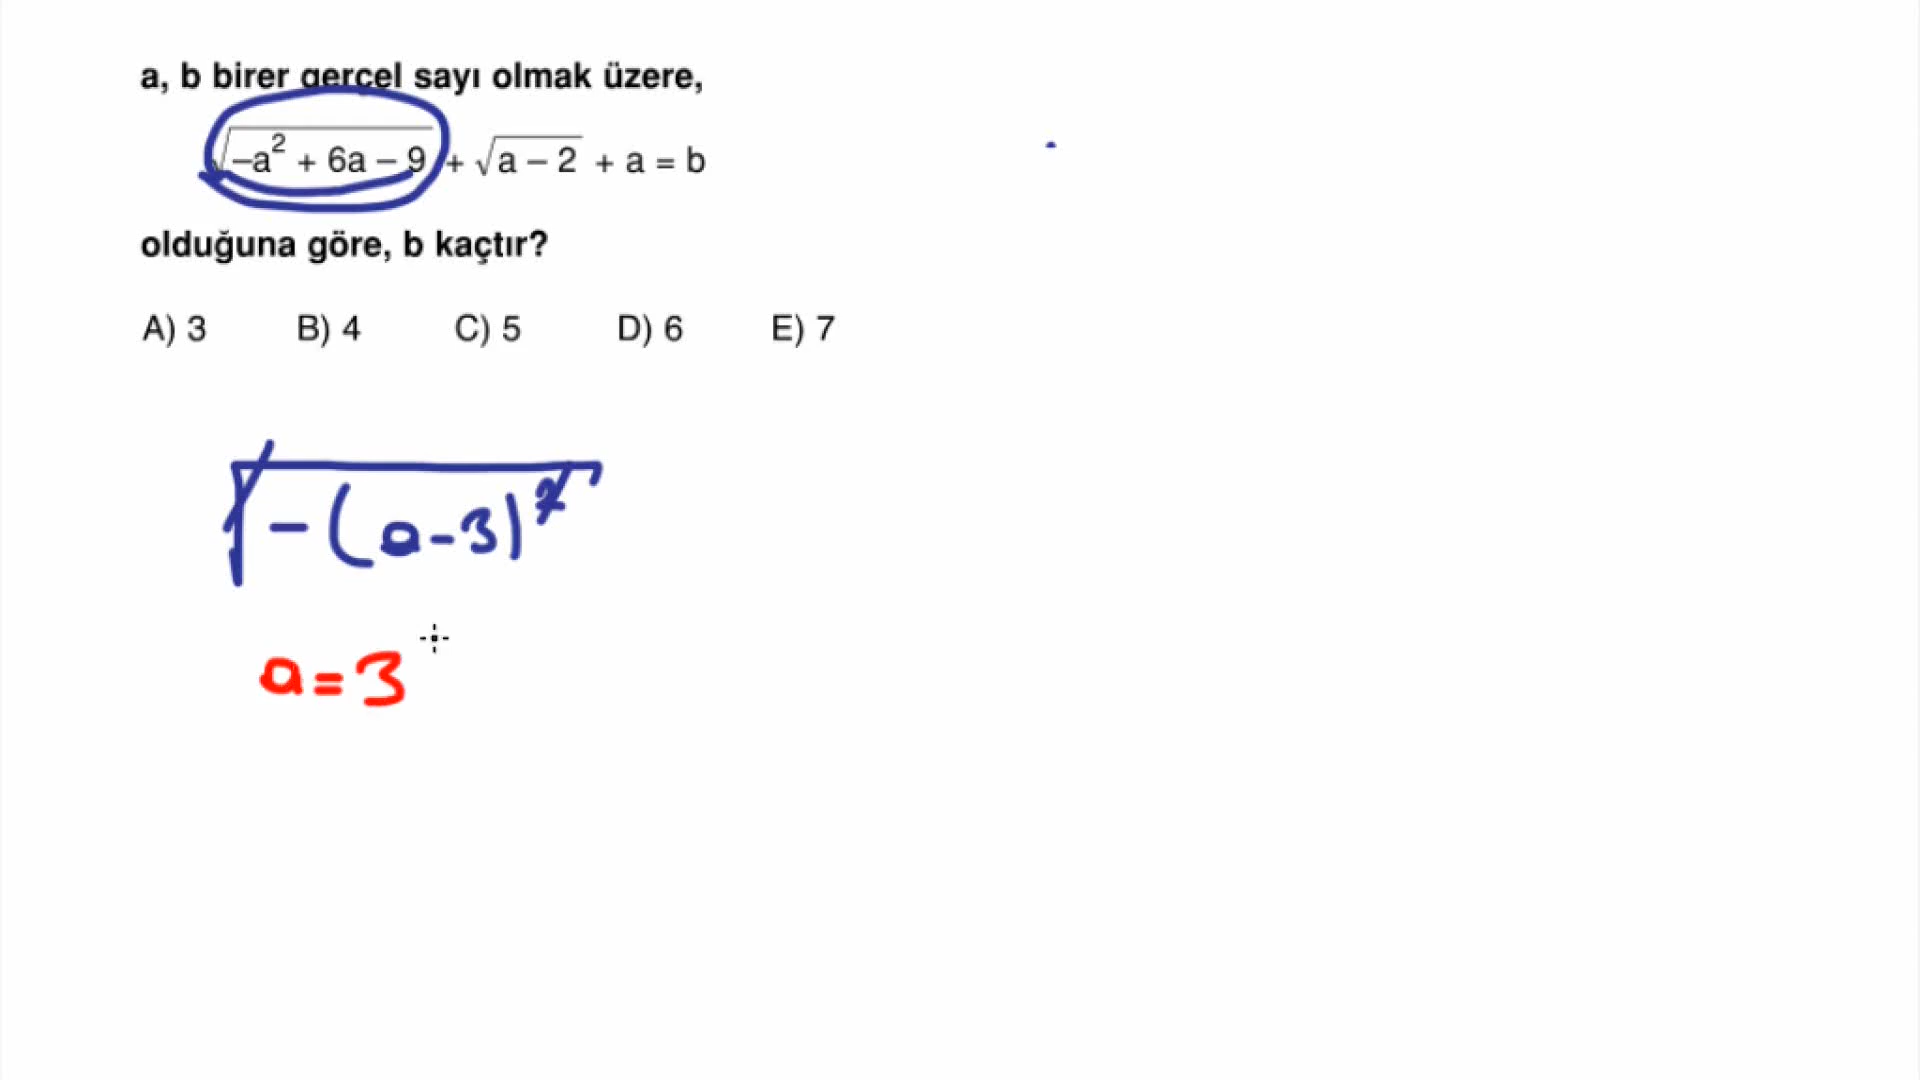 a, b birer gerçel sayı olmak üzere,
√(-a² + 6a - 9) + √(a - 2) + a = b
olduğuna göre, b kaçtır?
A) 3 B) 4 C) 5 D) 6 E) 7
√(-(a-3)²)
a=3